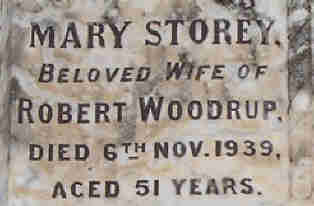 MARY STOREY,
BELOVED WIFE OF
ROBERT WOODRUP,
DIED 6TH NOV. 1939,
AGED 51 YEARS.